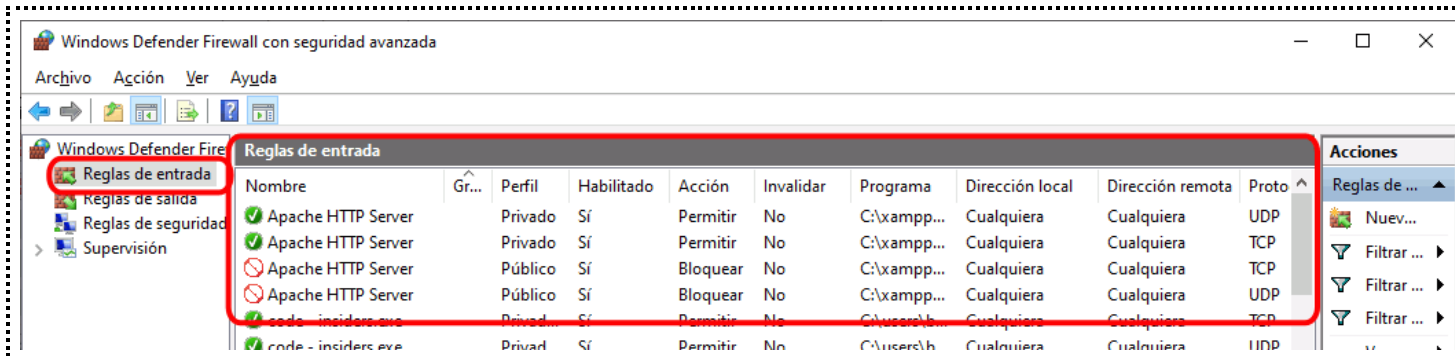 Windows Defender Firewall con seguridad avanzada
Archivo Acción Ver Ayuda
Windows Defender Fire
Reglas de entrada
Reglas de salida
Reglas de seguridad
Supervisión
Reglas de entrada
Nombre Gr... Perfil Habilitado Acción Invalidar Programa Dirección local Dirección remota Proto
Apache HTTP Server Privado Sí Permitir No C:\xampp... Cualquiera Cualquiera UDP
Apache HTTP Server Privado Sí Permitir No C:\xampp... Cualquiera Cualquiera TCP
Apache HTTP Server Público Sí Bloquear No C:\xampp... Cualquiera Cualquiera TCP
Apache HTTP Server Público Sí Bloquear No C:\xampp... Cualquiera Cualquiera UDP
code - insiders.exe Privad... Sí Permitir No C:\users\b... Cualquiera Cualquiera TCP
code - insiders.exe Privad... Sí Permitir No C:\users\b... Cualquiera Cualquiera UDP
Acciones
Reglas de ...
Nuev...
Filtrar ...
Filtrar ...
Filtrar ...